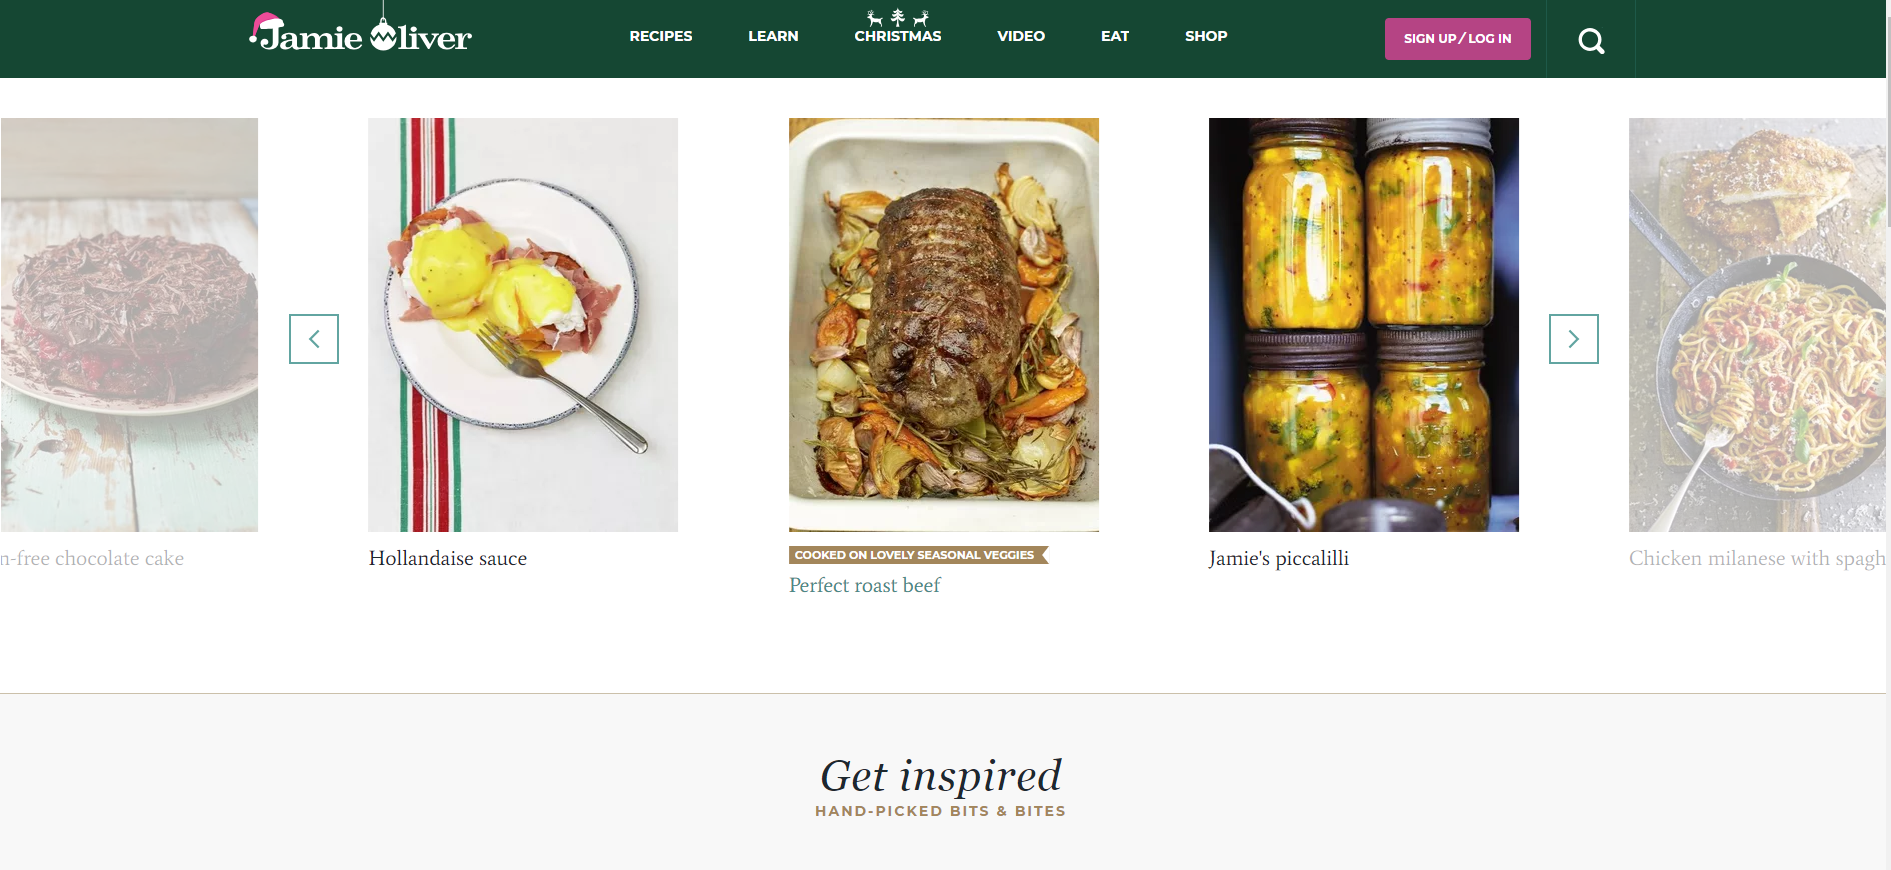 Jamie Oliver
RECIPES
LEARN
CHRISTMAS
VIDEO
EAT
SHOP
SIGN UP/LOG IN
n-free chocolate cake
Hollandaise sauce
COOKED ON LOVELY SEASONAL VEGGIES
Perfect roast beef
Jamie's piccalilli
Chicken milanese with spagh
Get inspired
HAND-PICKED BITS & BITES